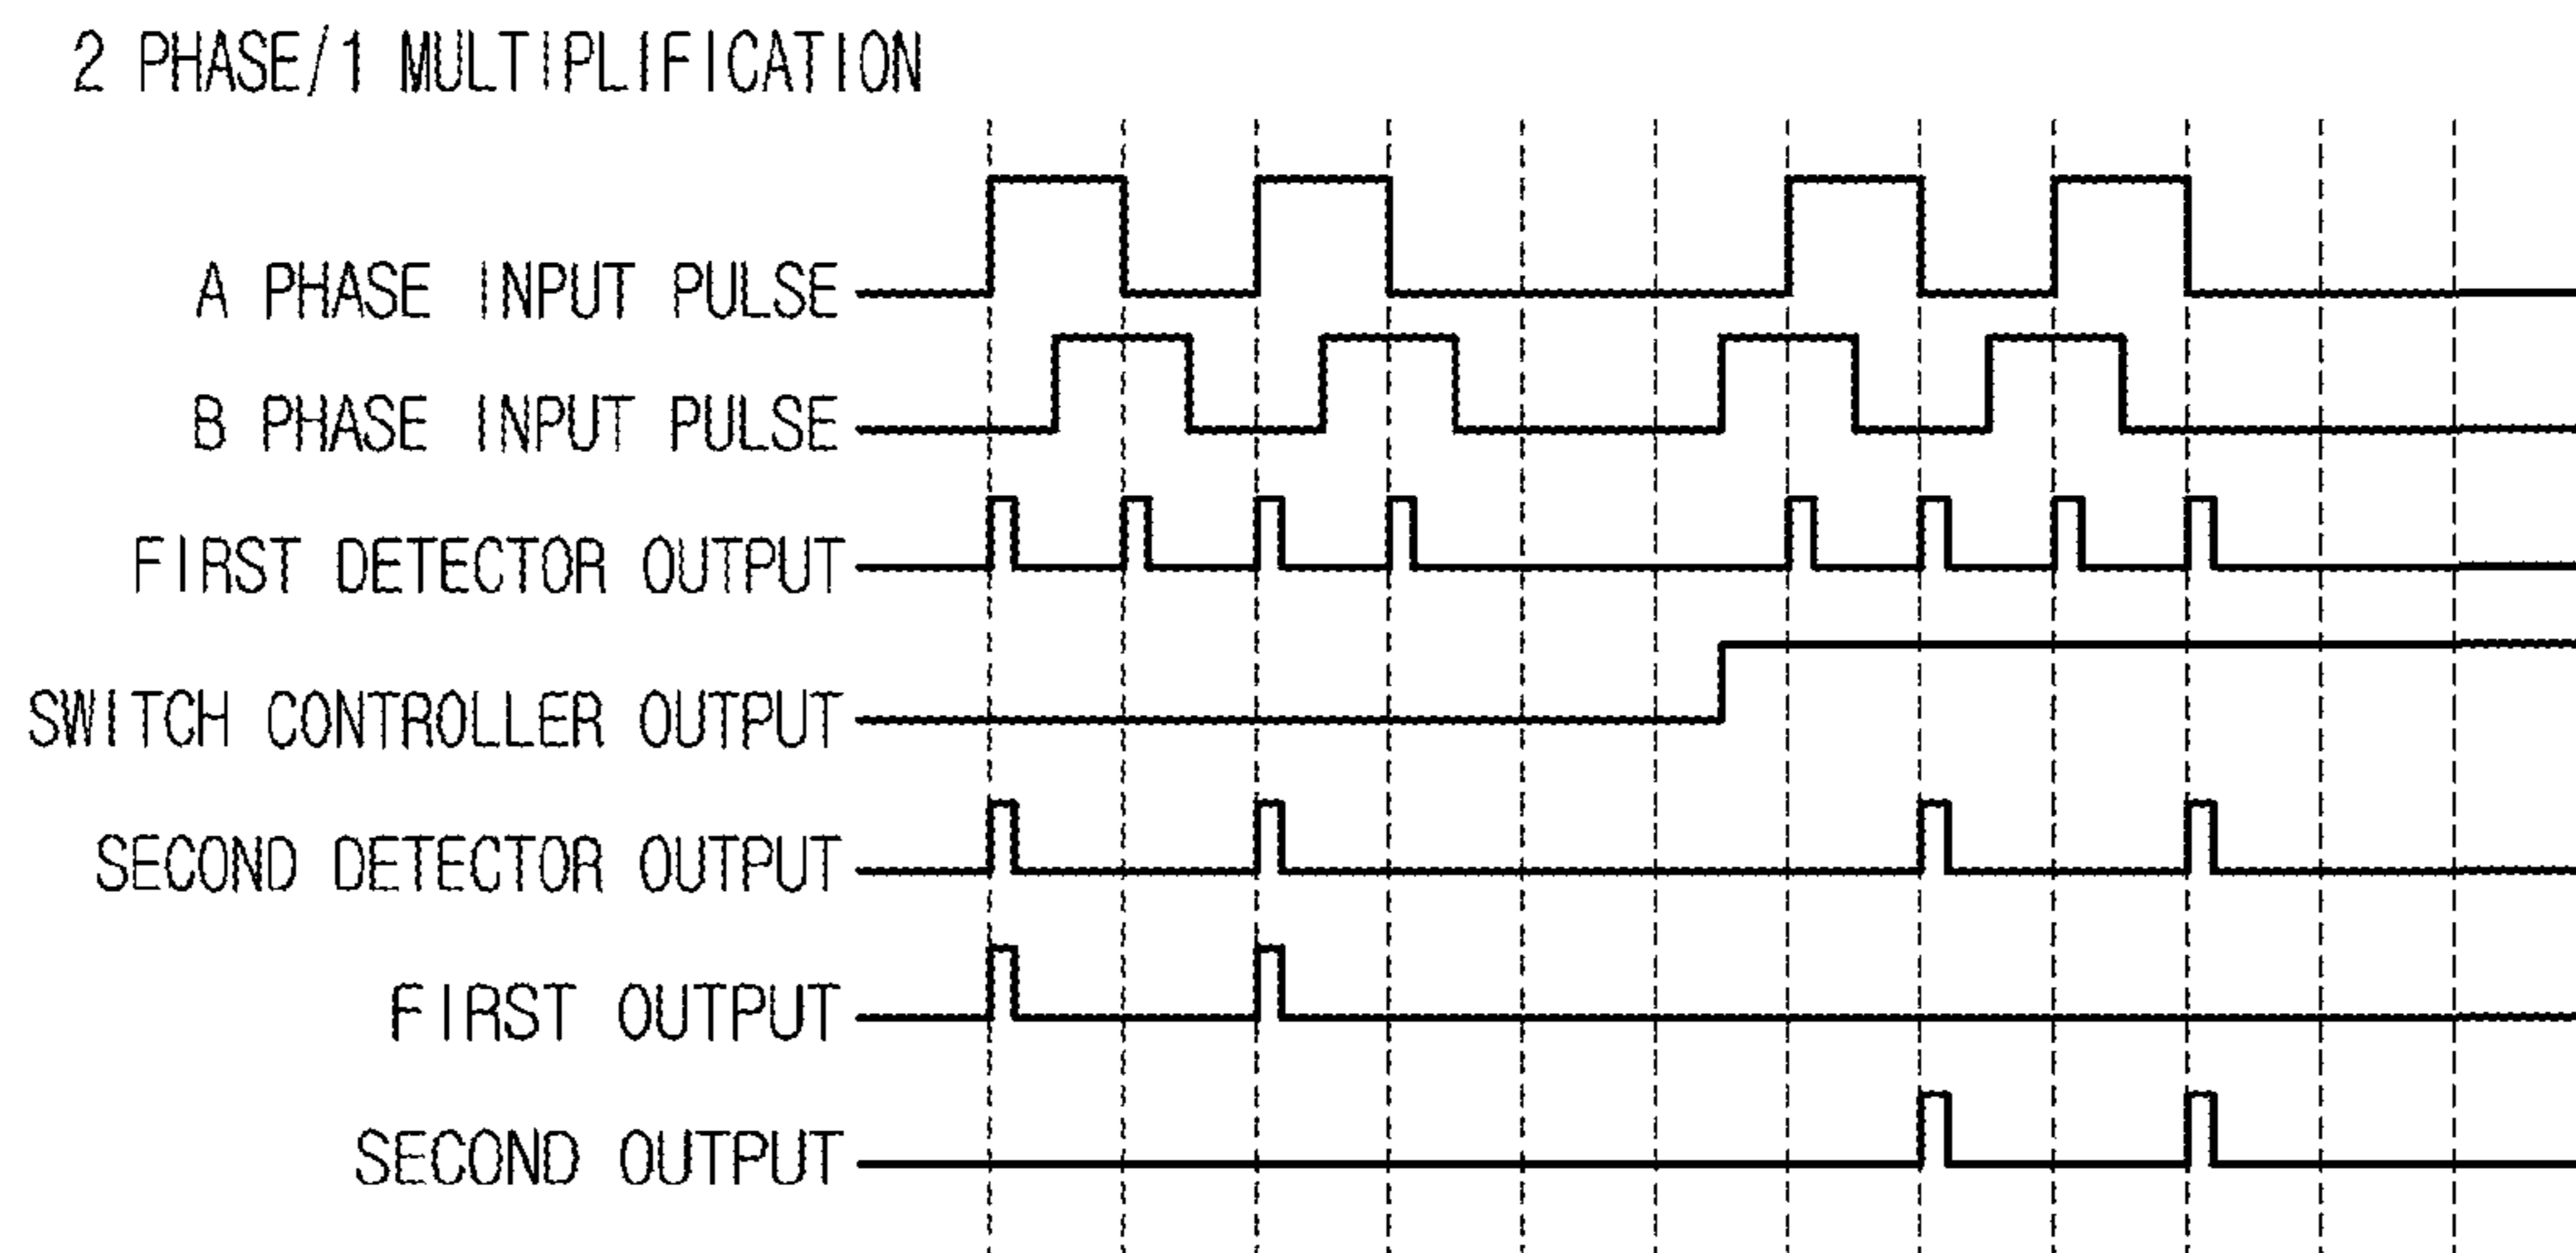 2 PHASE/1 MULTIPLIFICATION
A PHASE INPUT PULSE
B PHASE INPUT PULSE
FIRST DETECTOR OUTPUT
SWITCH CONTROLLER OUTPUT
SECOND DETECTOR OUTPUT
FIRST OUTPUT
SECOND OUTPUT